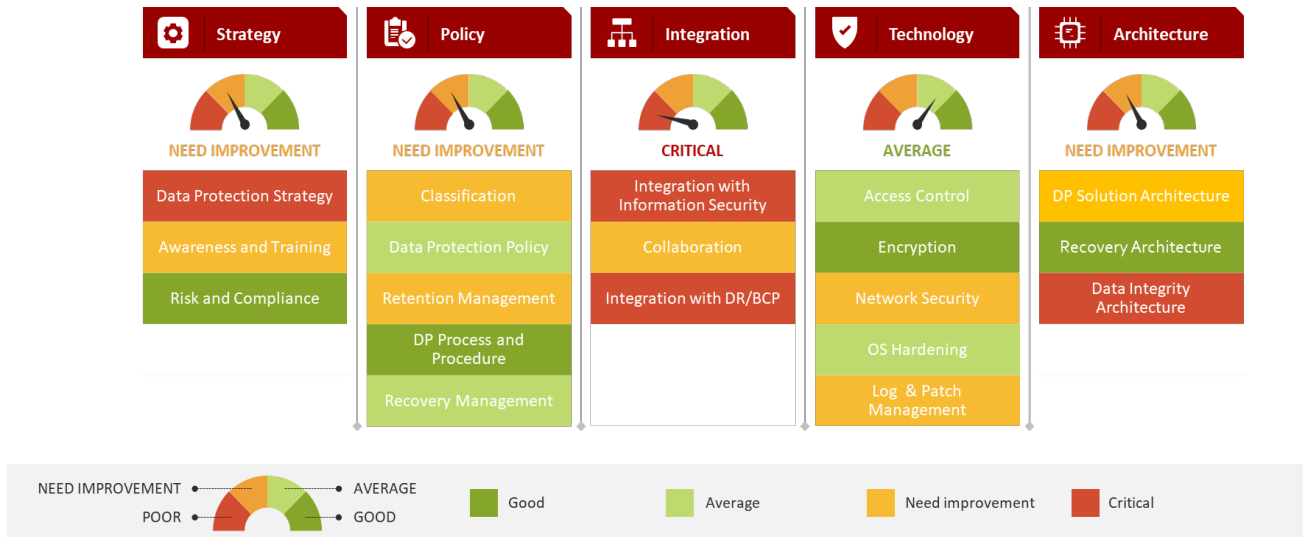 Strategy
Policy
Integration
Technology
Architecture
NEED IMPROVEMENT
NEED IMPROVEMENT
CRITICAL
AVERAGE
NEED IMPROVEMENT
Data Protection Strategy
Awareness and Training
Risk and Compliance
Classification
Data Protection Policy
Retention Management
DP Process and
Procedure
Recovery Management
Integration with
Information Security
Collaboration
Integration with DR/BCP
Access Control
Encryption
Network Security
OS Hardening
Log & Patch
Management
DP Solution Architecture
Recovery Architecture
Data Integrity
Architecture
NEED IMPROVEMENT
POOR
AVERAGE
GOOD
Good
Average
Need improvement
Critical